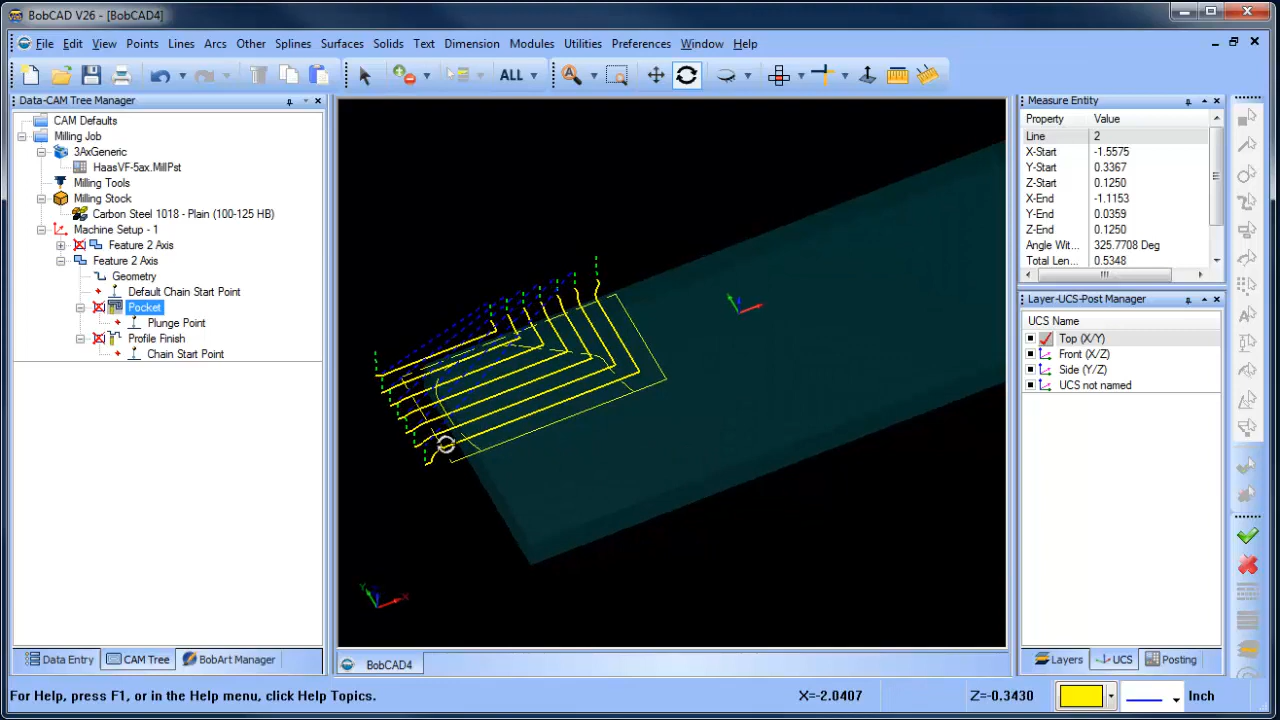 BobCAD V26 - [BobCAD4]
File Edit View Points Lines Arcs Other Splines Surfaces Solids Text Dimension Modules Utilities Preferences Window Help
ALL
Data-CAM Tree Manager
CAM Defaults
Milling Job
3AxGeneric
HaasVF-5ax.MillPst
Milling Tools
Milling Stock
Carbon Steel 1018 - Plain (100-125 HB)
Machine Setup - 1
Feature 2 Axis
Feature 2 Axis
Geometry
Default Chain Start Point
Pocket
Plunge Point
Profile Finish
Chain Start Point
Data Entry CAM Tree BobArt Manager
Y
X
BobCAD4
Measure Entity
Property Value
Line 2
X-Start -1.5575
Y-Start 0.3367
Z-Start 0.1250
X-End -1.1153
Y-End 0.0359
Z-End 0.1250
Angle Wit... 325.7708 Deg
Total Len... 0.5348
Layer-UCS-Post Manager
UCS Name
Top (X/Y)
Front (X/Z)
Side (Y/Z)
UCS not named
Layers UCS Posting
For Help, press F1, or in the Help menu, click Help Topics.
X=-2.0407 Z=-0.3430 Inch